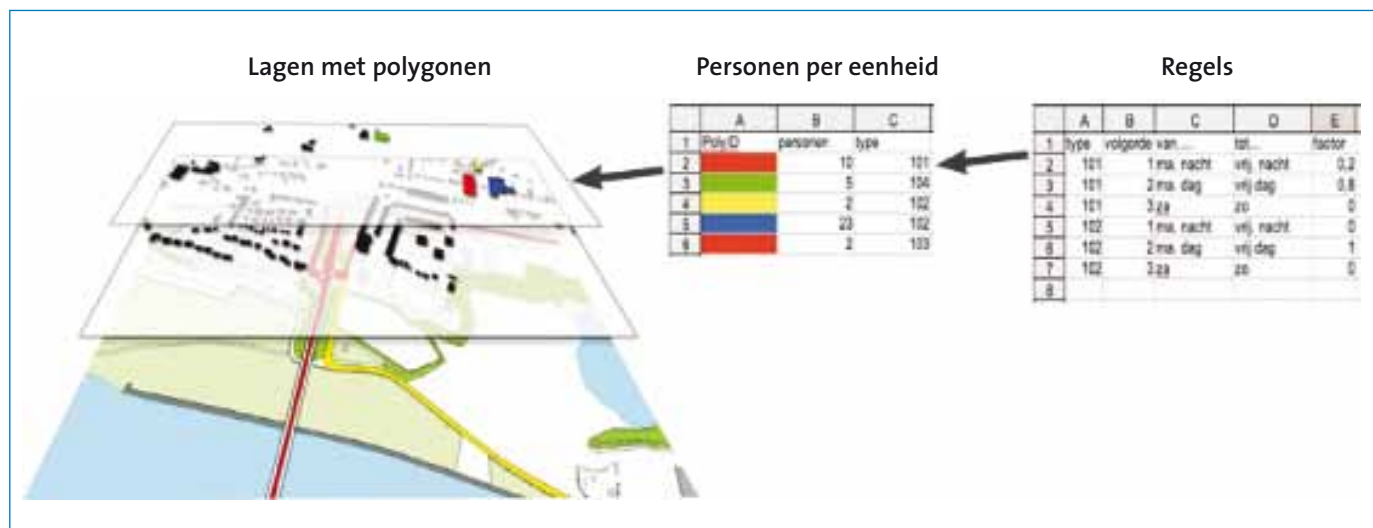 Lagen met polygonen
Personen per eenheid
Regels
A B C
1 PolyID personen type
2 10 101
3 5 104
4 2 102
5 23 102
6 2 103
A B C D E
1 type volgorde van.... tot... factor
2 101 1 ma. nacht vrij. nacht 0,2
3 101 2 ma. dag vrij dag 0,8
4 101 3 za zo 0
5 102 1 ma. nacht vrij. nacht 0
6 102 2 ma. dag vrij dag 1
7 102 3 za zo 0
8